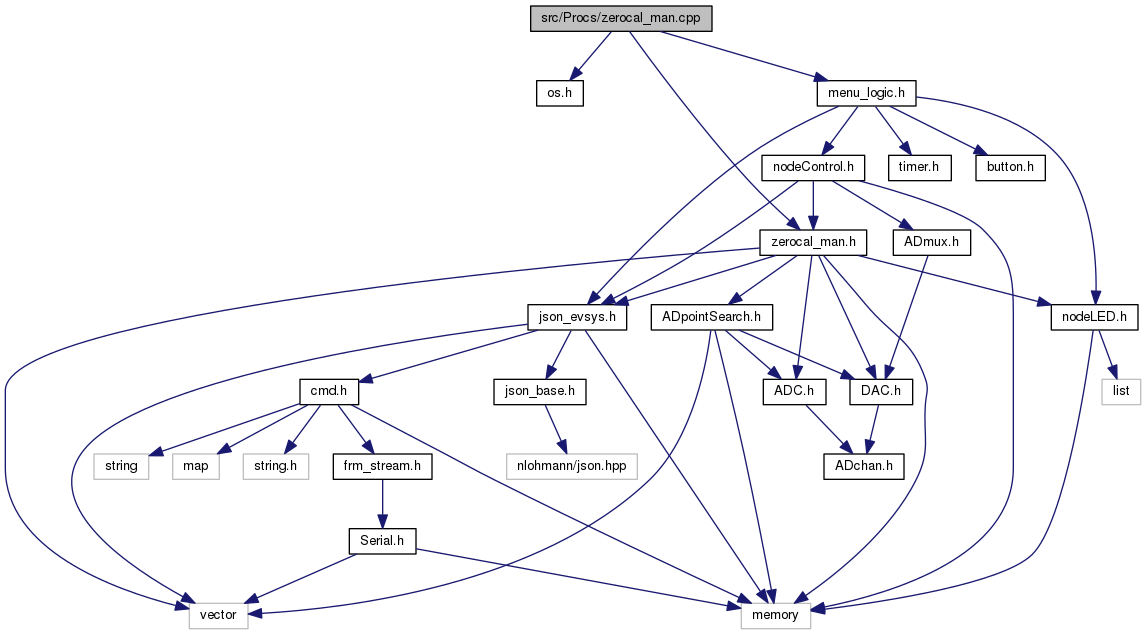 src/Procs/zerocal_man.cpp
os.h
menu_logic.h
nodeControl.h
timer.h
button.h
zerocal_man.h
ADmux.h
json_evsys.h
ADpointSearch.h
nodeLED.h
cmd.h
json_base.h
ADC.h
DAC.h
list
string
map
string.h
frm_stream.h
nlohmann/json.hpp
ADchan.h
Serial.h
vector
memory